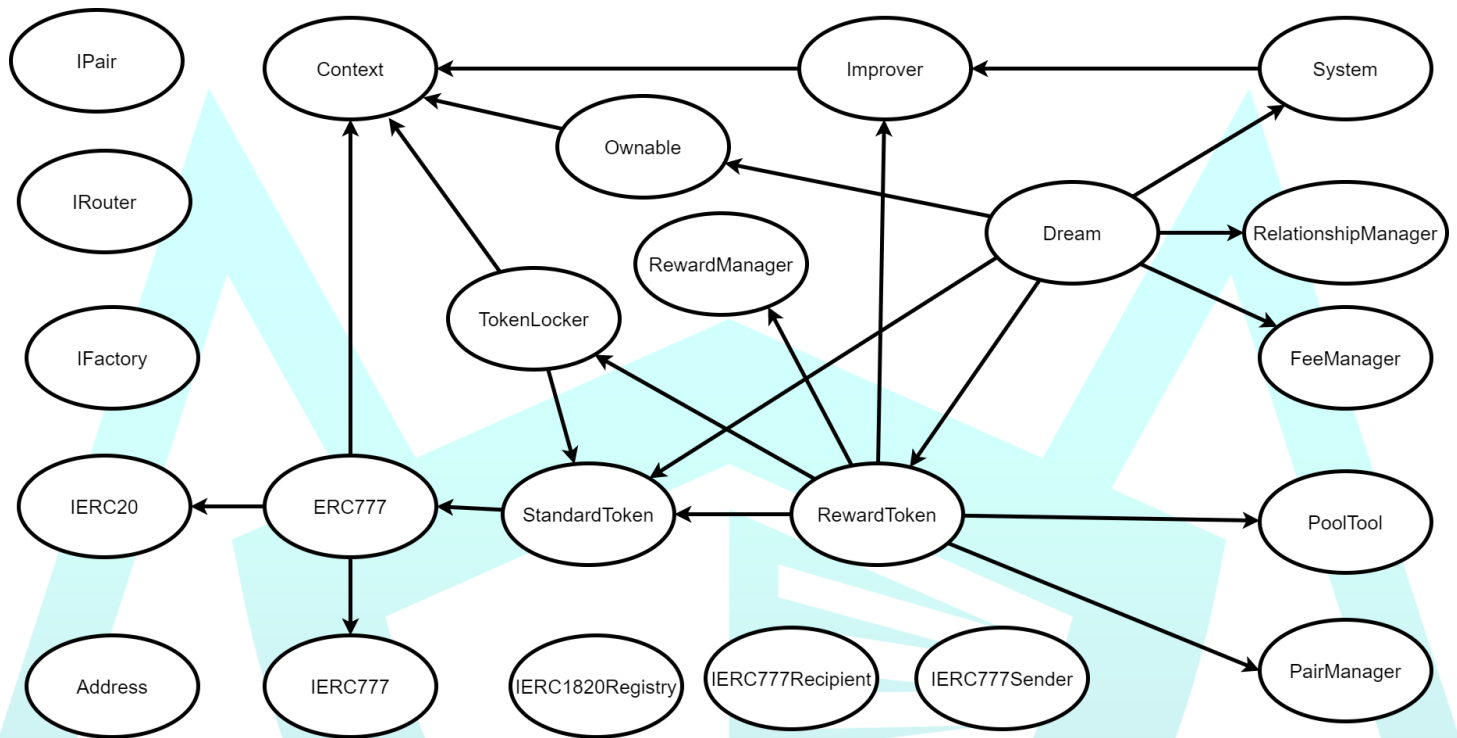 IPair
Context
Improver
System
Ownable
IRouter
Dream
RelationshipManager
RewardManager
TokenLocker
IFactory
FeeManager
IERC20
ERC777
StandardToken
RewardToken
PoolTool
Address
IERC777
IERC1820Registry
IERC777Recipient
IERC777Sender
PairManager